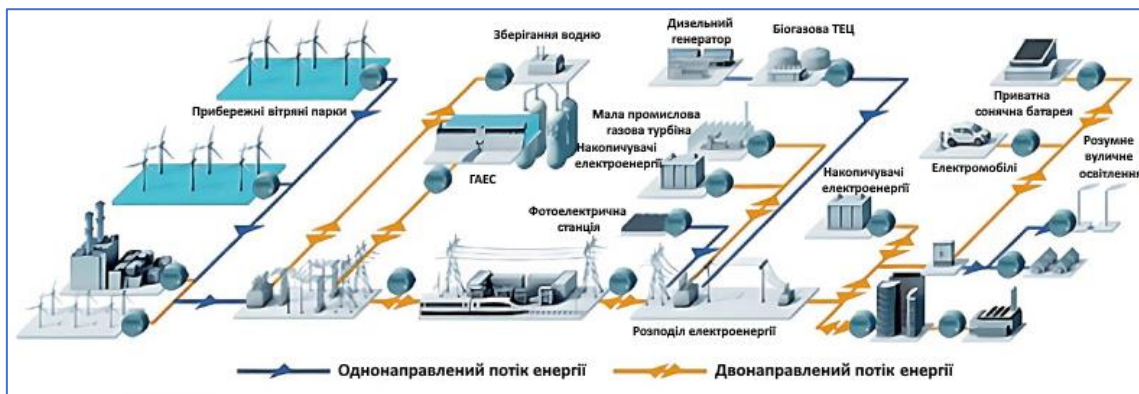 Дизельний
генератор
Біогазова ТЕЦ
Зберігання водню
Прибережні вітряні парки
Мала промислова
газова турбіна
Накопичувачі
електроенергії
Приватна
сонячна батарея
Розумне
вуличне
освітлення
Електромобілі
ГАЕС
Накопичувачі
електроенергії
Фотоелектрична
станція
Розподіл електроенергії
Однонаправлений потік енергії
Двонаправлений потік енергії